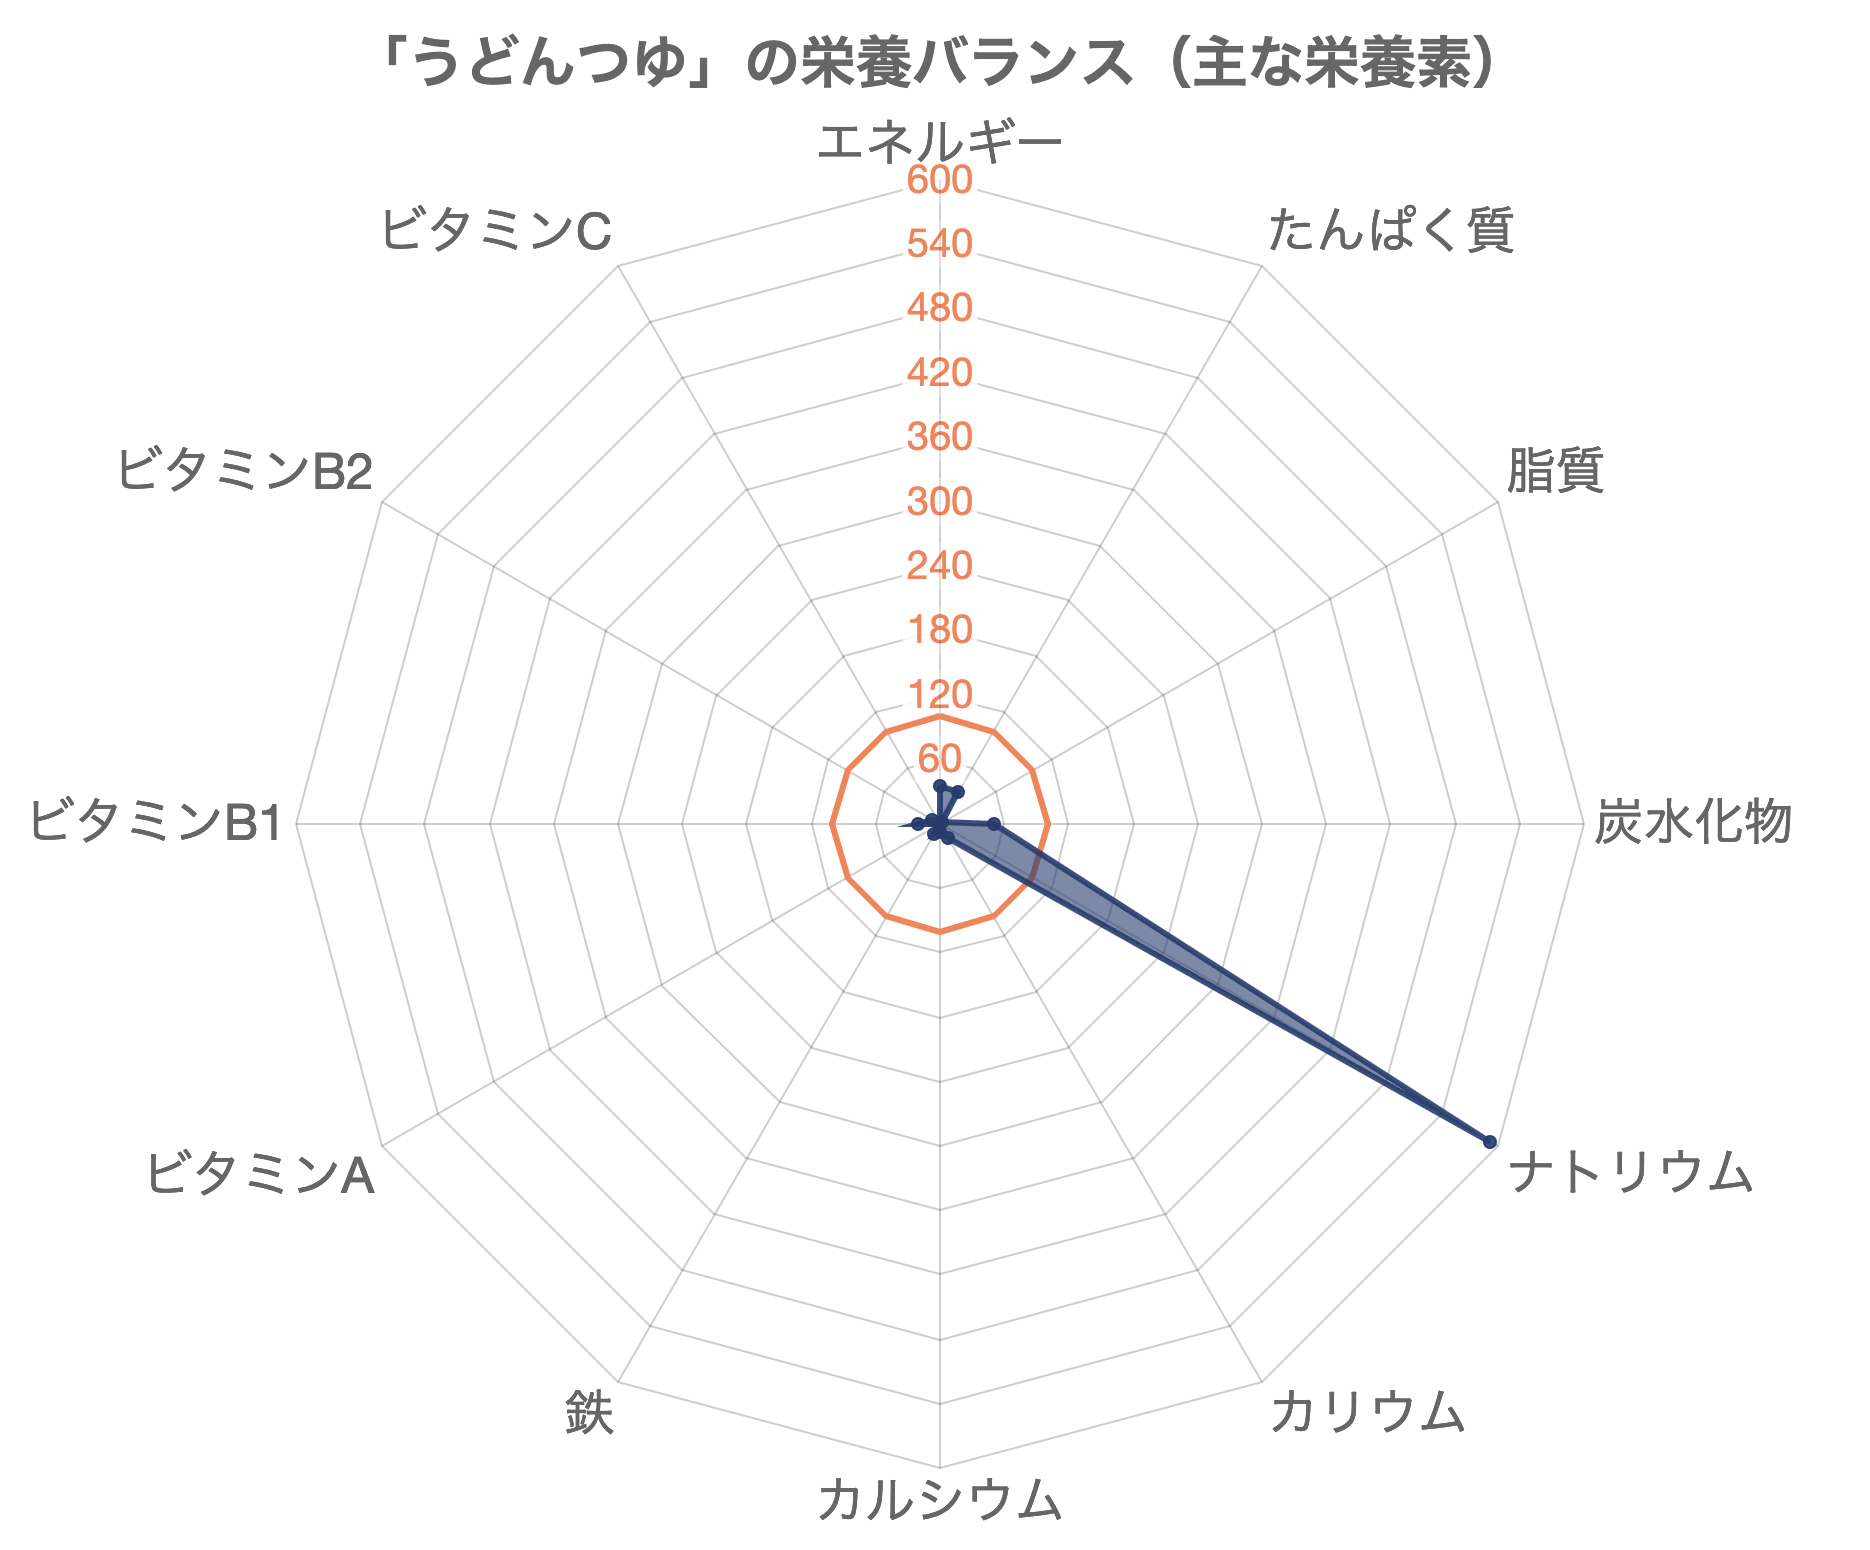 「うどんつゆ」の栄養バランス（主な栄養素）
エネルギー
600
ビタミンC
たんぱく質
540
480
420
360
ビタミンB2
脂質
300
240
180
120
60
ビタミンB1
炭水化物
ビタミンA
ナトリウム
鉄
カリウム
カルシウム